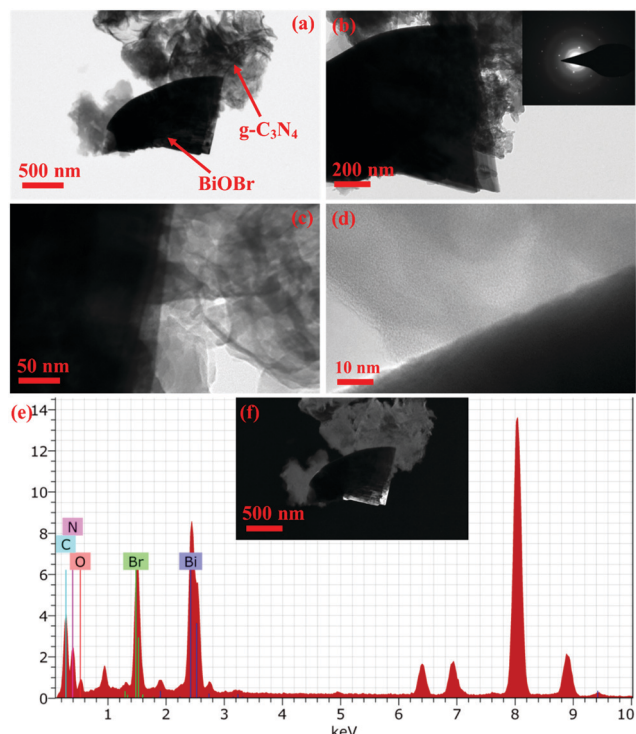 (a)
g-C₃N₄
BiOBr
500 nm
(b)
200 nm
(c)
50 nm
(d)
10 nm
(e)
14
12
10
8
6
4
2
0
N
C
O
Br
Bi
(f)
500 nm
1 2 3 4 5 6 7 8 9 10
keV